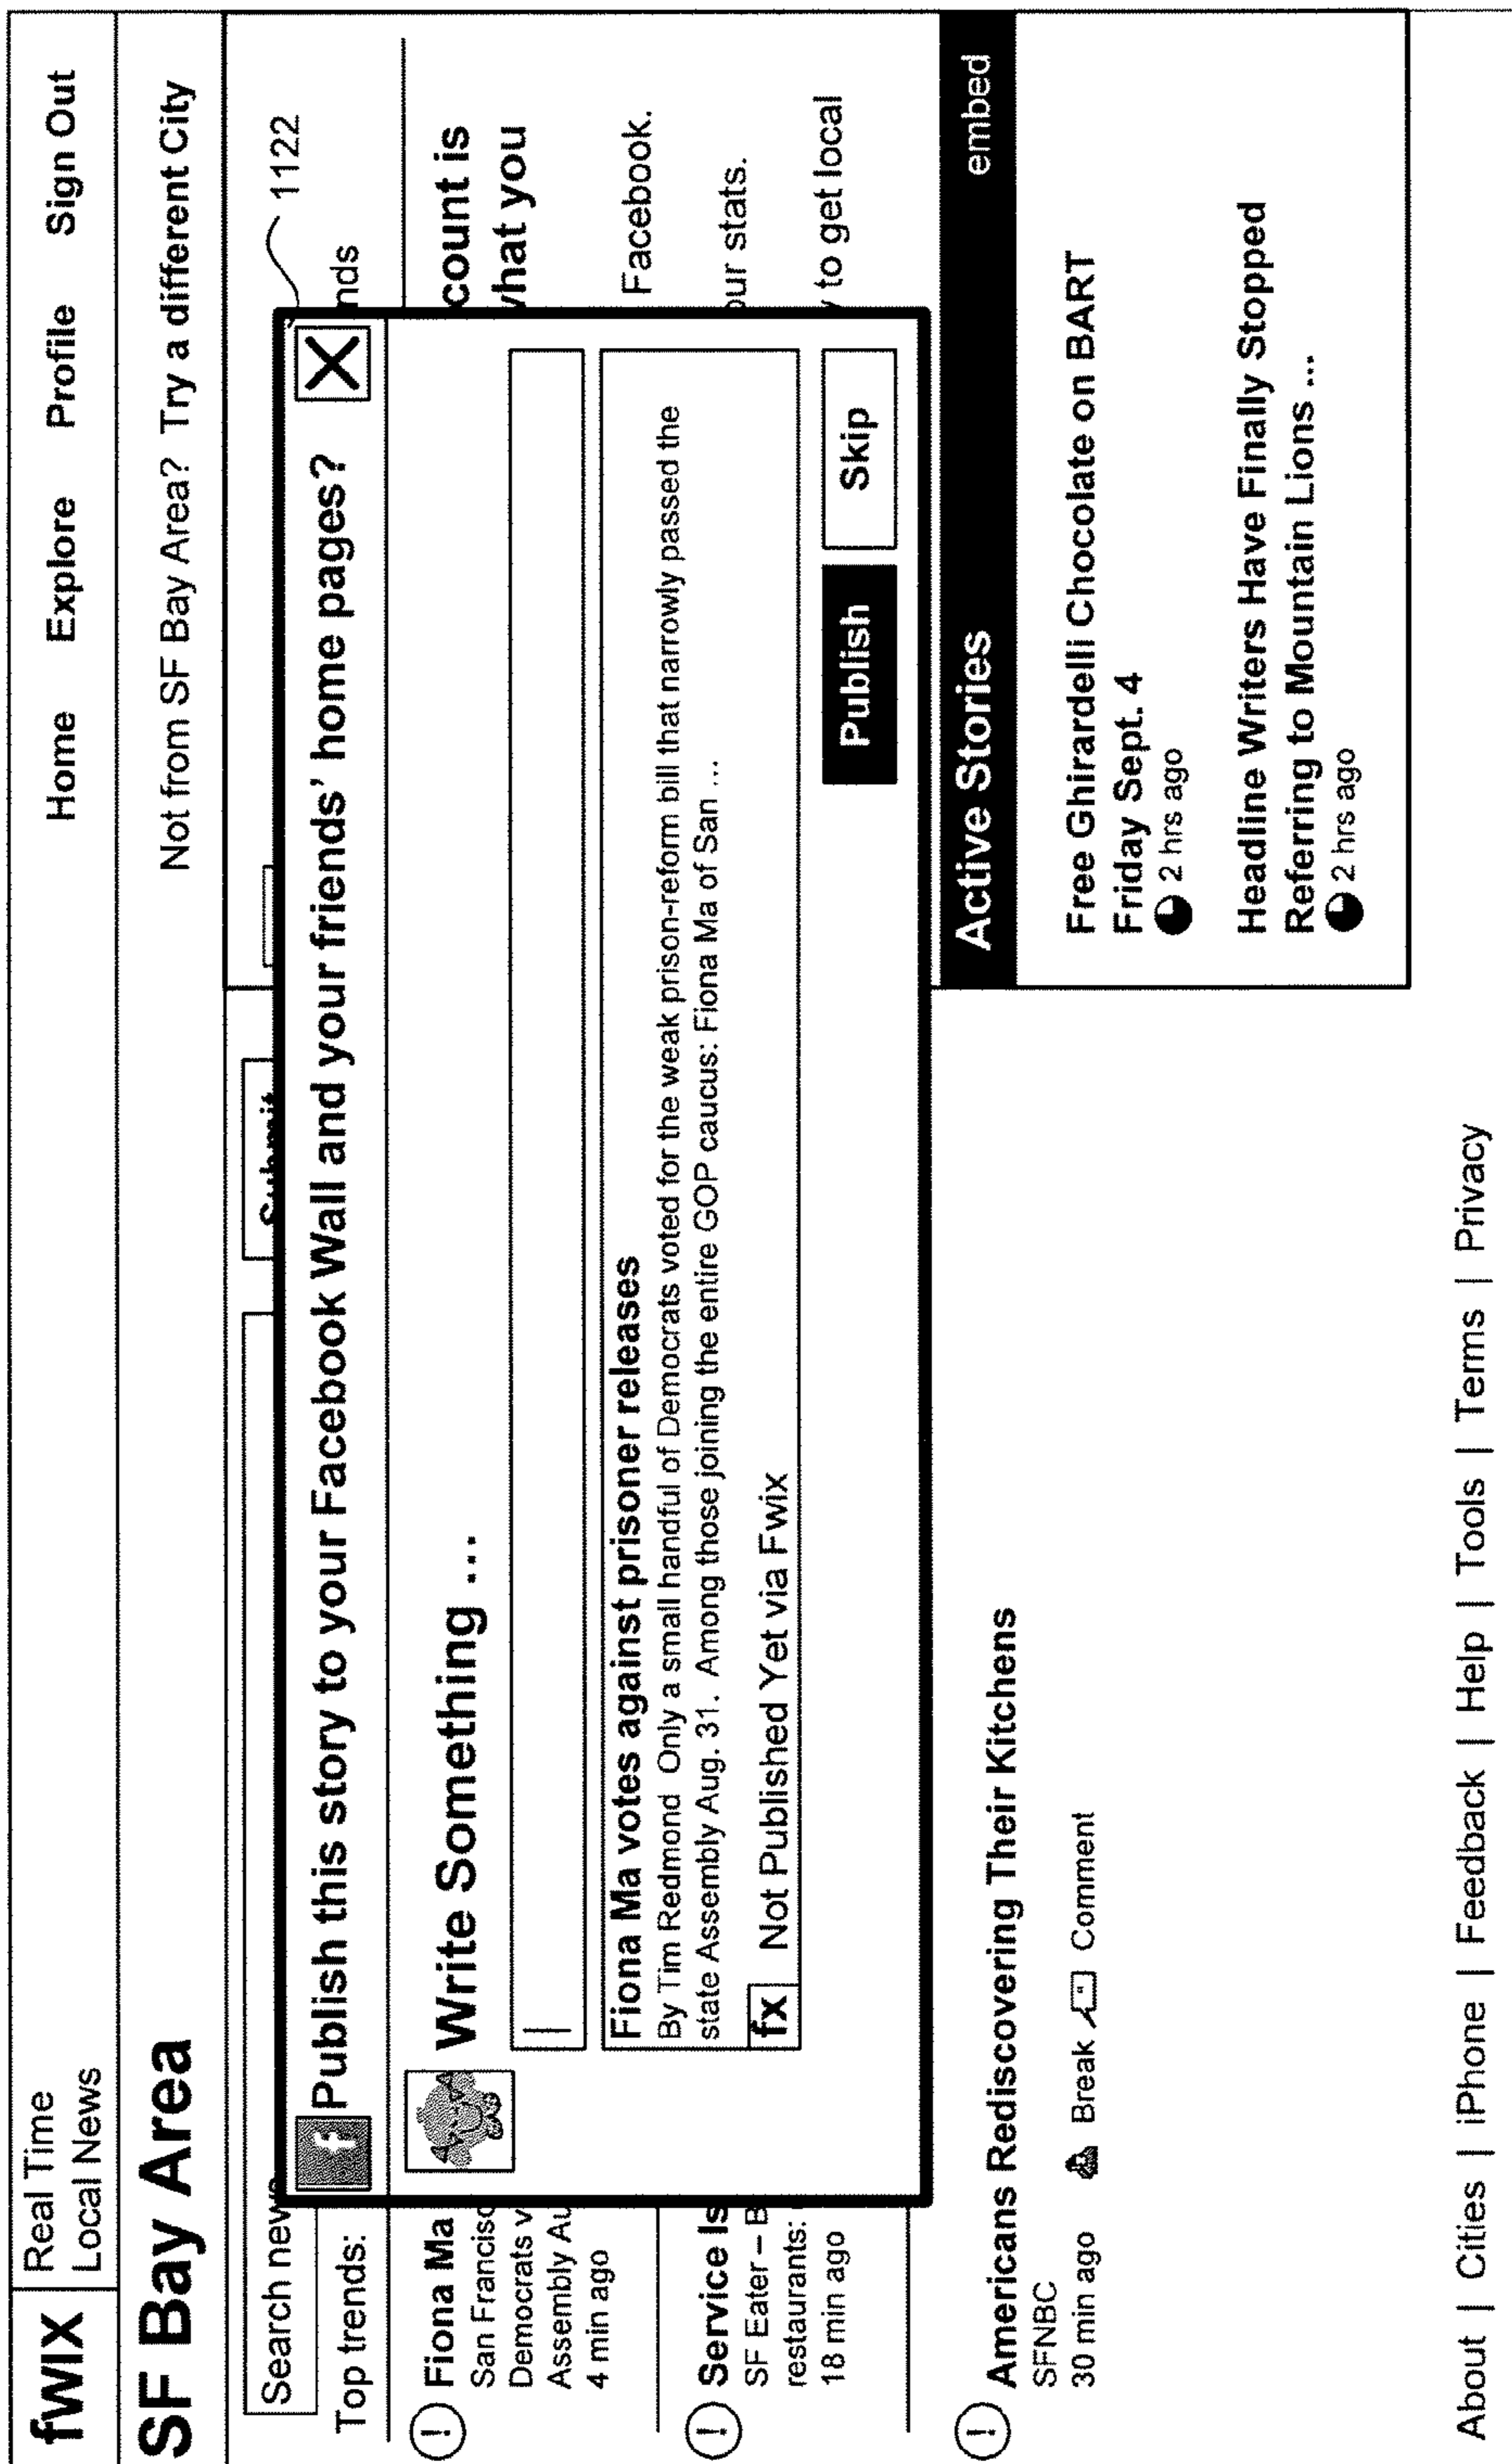 fwix
Real Time
Local News
Home Explore Profile Sign Out
SF Bay Area
Not from SF Bay Area? Try a different City
Search news
Submit
Top trends:
nds
1122
f Publish this story to your Facebook Wall and your friends' home pages? X
Write Something ...
Fiona Ma votes against prisoner releases
By Tim Redmond Only a small handful of Democrats voted for the weak prison-reform bill that narrowly passed the
state Assembly Aug. 31. Among those joining the entire GOP caucus: Fiona Ma of San ...
fx Not Published Yet via Fwix
Publish Skip
! Fiona Ma
San Francisc
Democrats v
Assembly Au
4 min ago
! Service Is
SF Eater – B
restaurants:
18 min ago
! Americans Rediscovering Their Kitchens
SFNBC
30 min ago Break Comment
count is
what you
Facebook.
our stats.
to get local
Active Stories embed
Free Ghirardelli Chocolate on BART
Friday Sept. 4
2 hrs ago
Headline Writers Have Finally Stopped
Referring to Mountain Lions ...
2 hrs ago
About | Cities | iPhone | Feedback | Help | Tools | Terms | Privacy